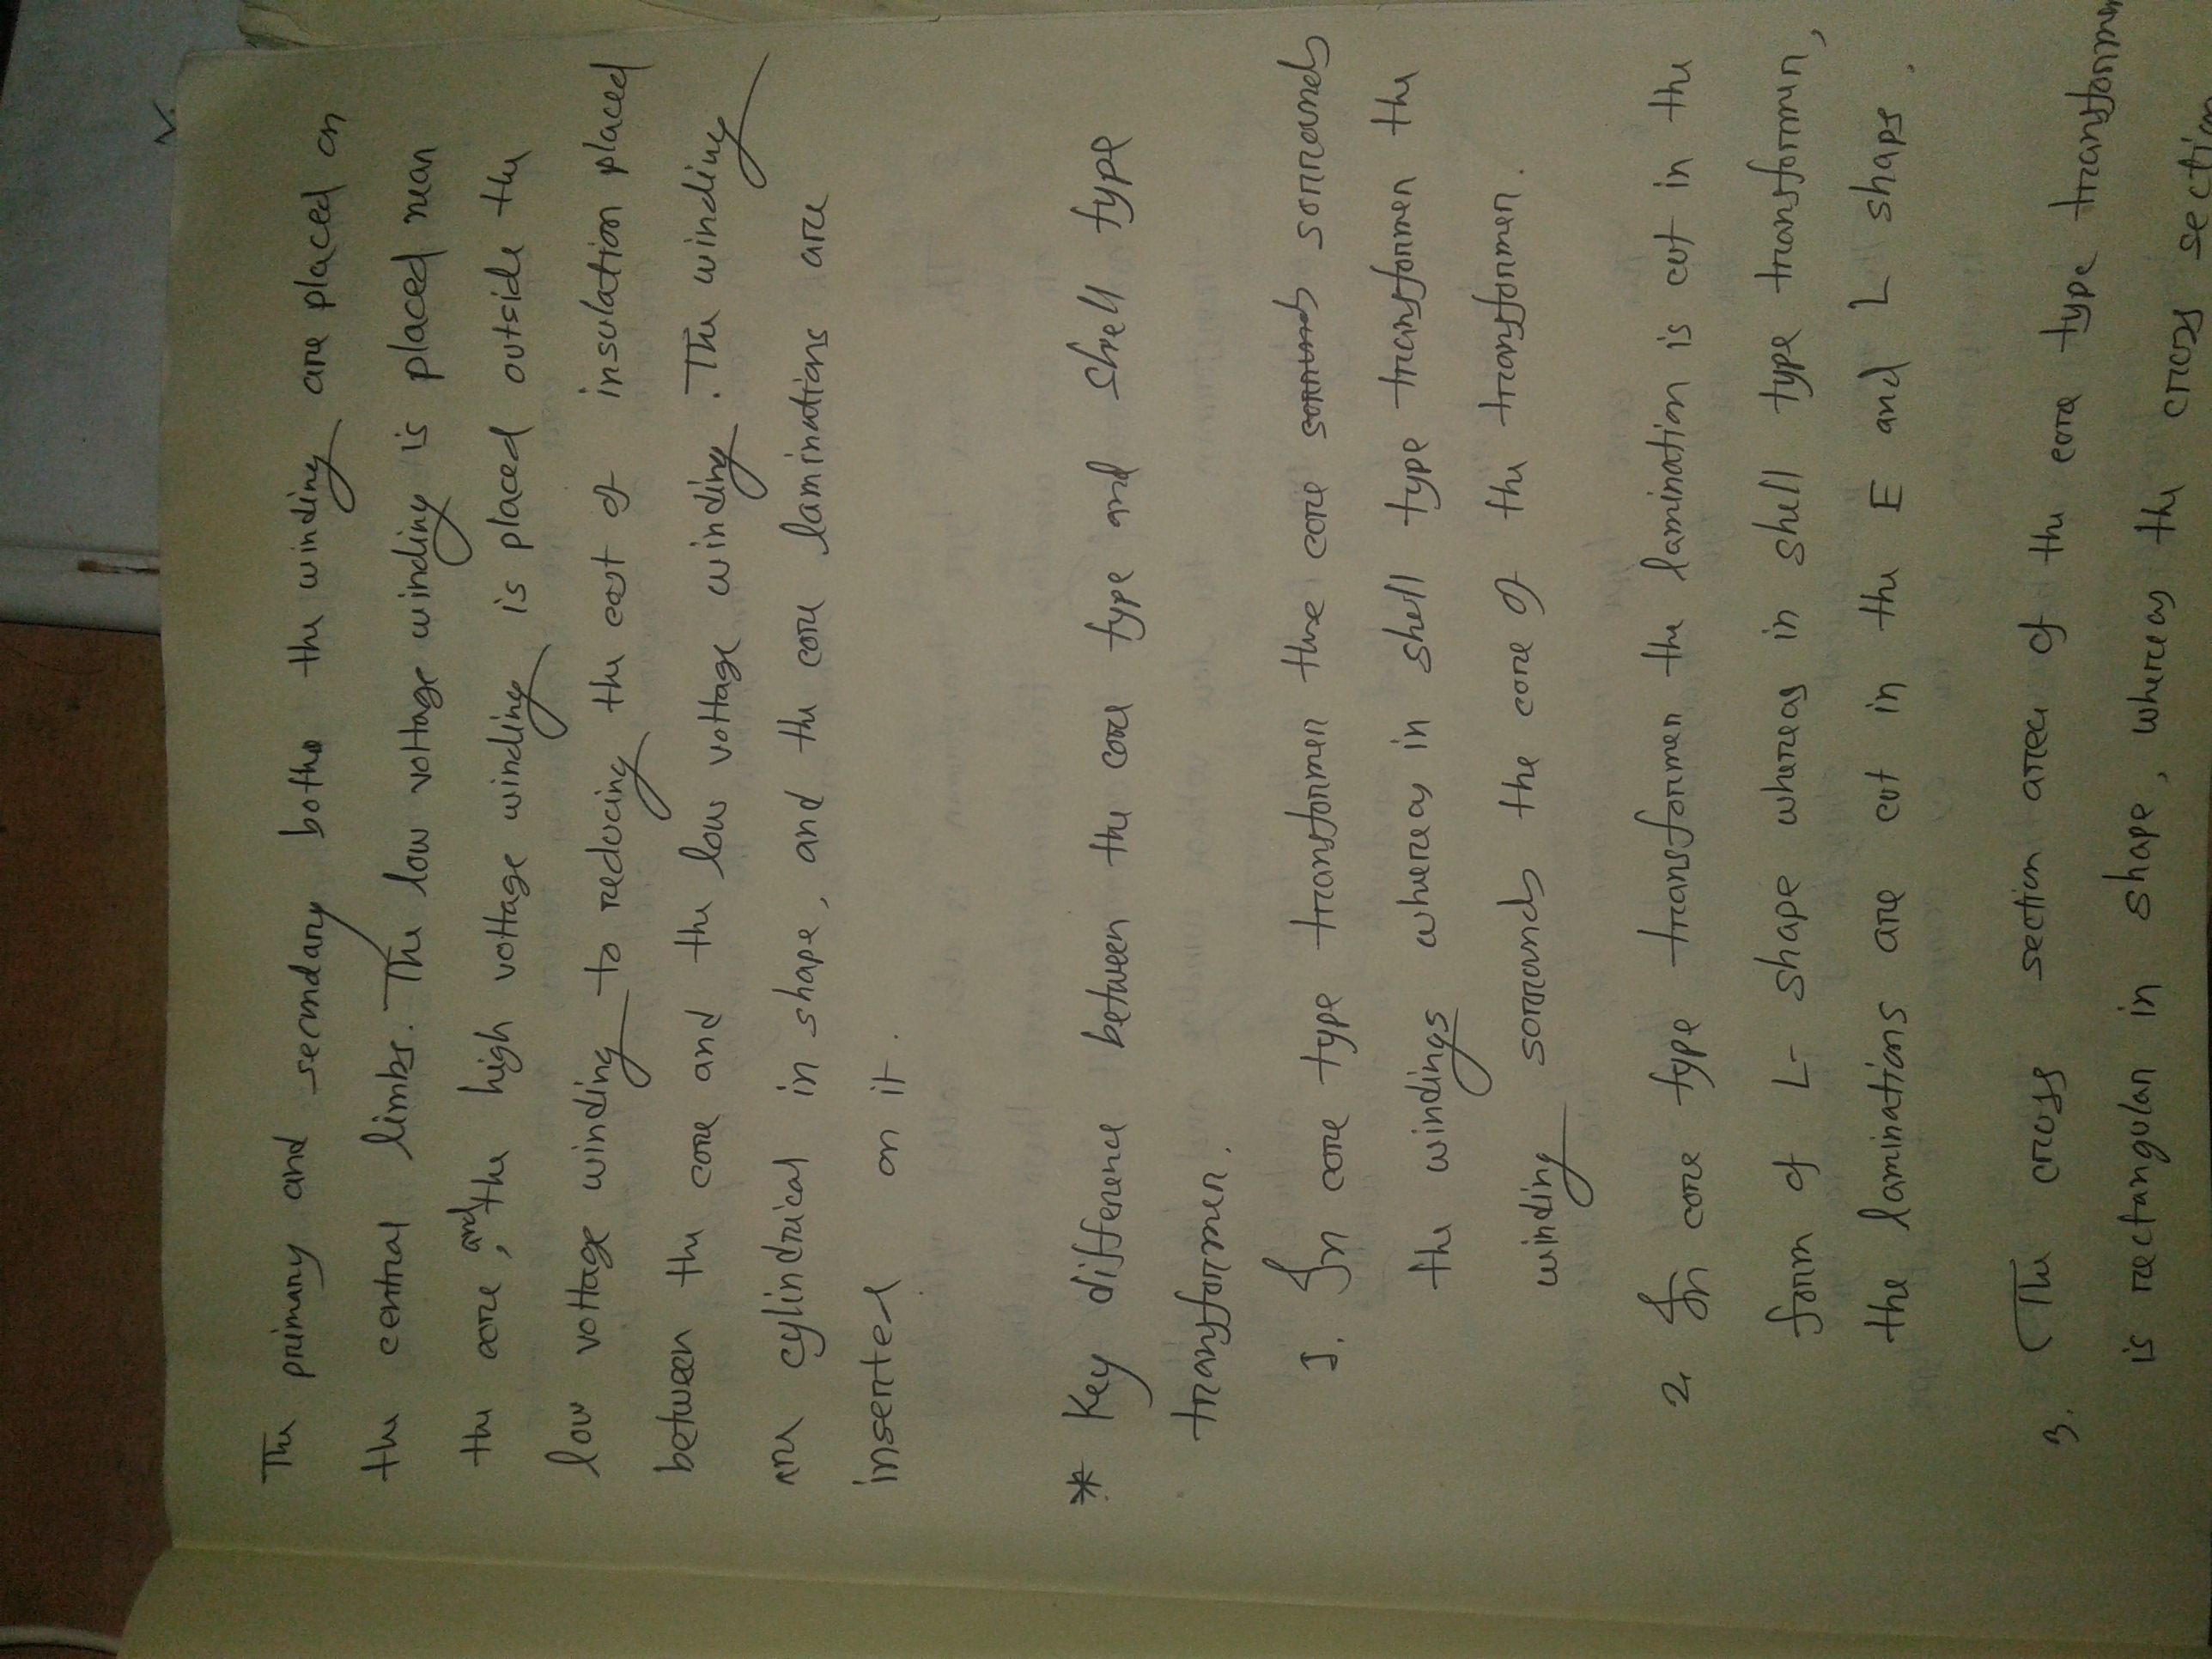 The primary and secondary both the winding are placed on
the central limbs. The low voltage winding is placed near
the core, and the high voltage winding is placed outside the
low voltage winding to reducing the cost of insulation placed
between the core and the low voltage winding. The winding
are cylindrical in shape, and the core laminations are
inserted on it.
* Key difference between the core type and shell type
transformer.
1. In core type transformer the core sorrounds
the windings whereas in shell type transformer the
winding sorrounds the core of the transformer.
2. In core type transformer the lamination is cut in the
form of L- shape whereas in shell type transformer,
the laminations are cut in the E and L shape.
3. The cross section area of the core type transformer
is rectangular in shape, whereas the cross section